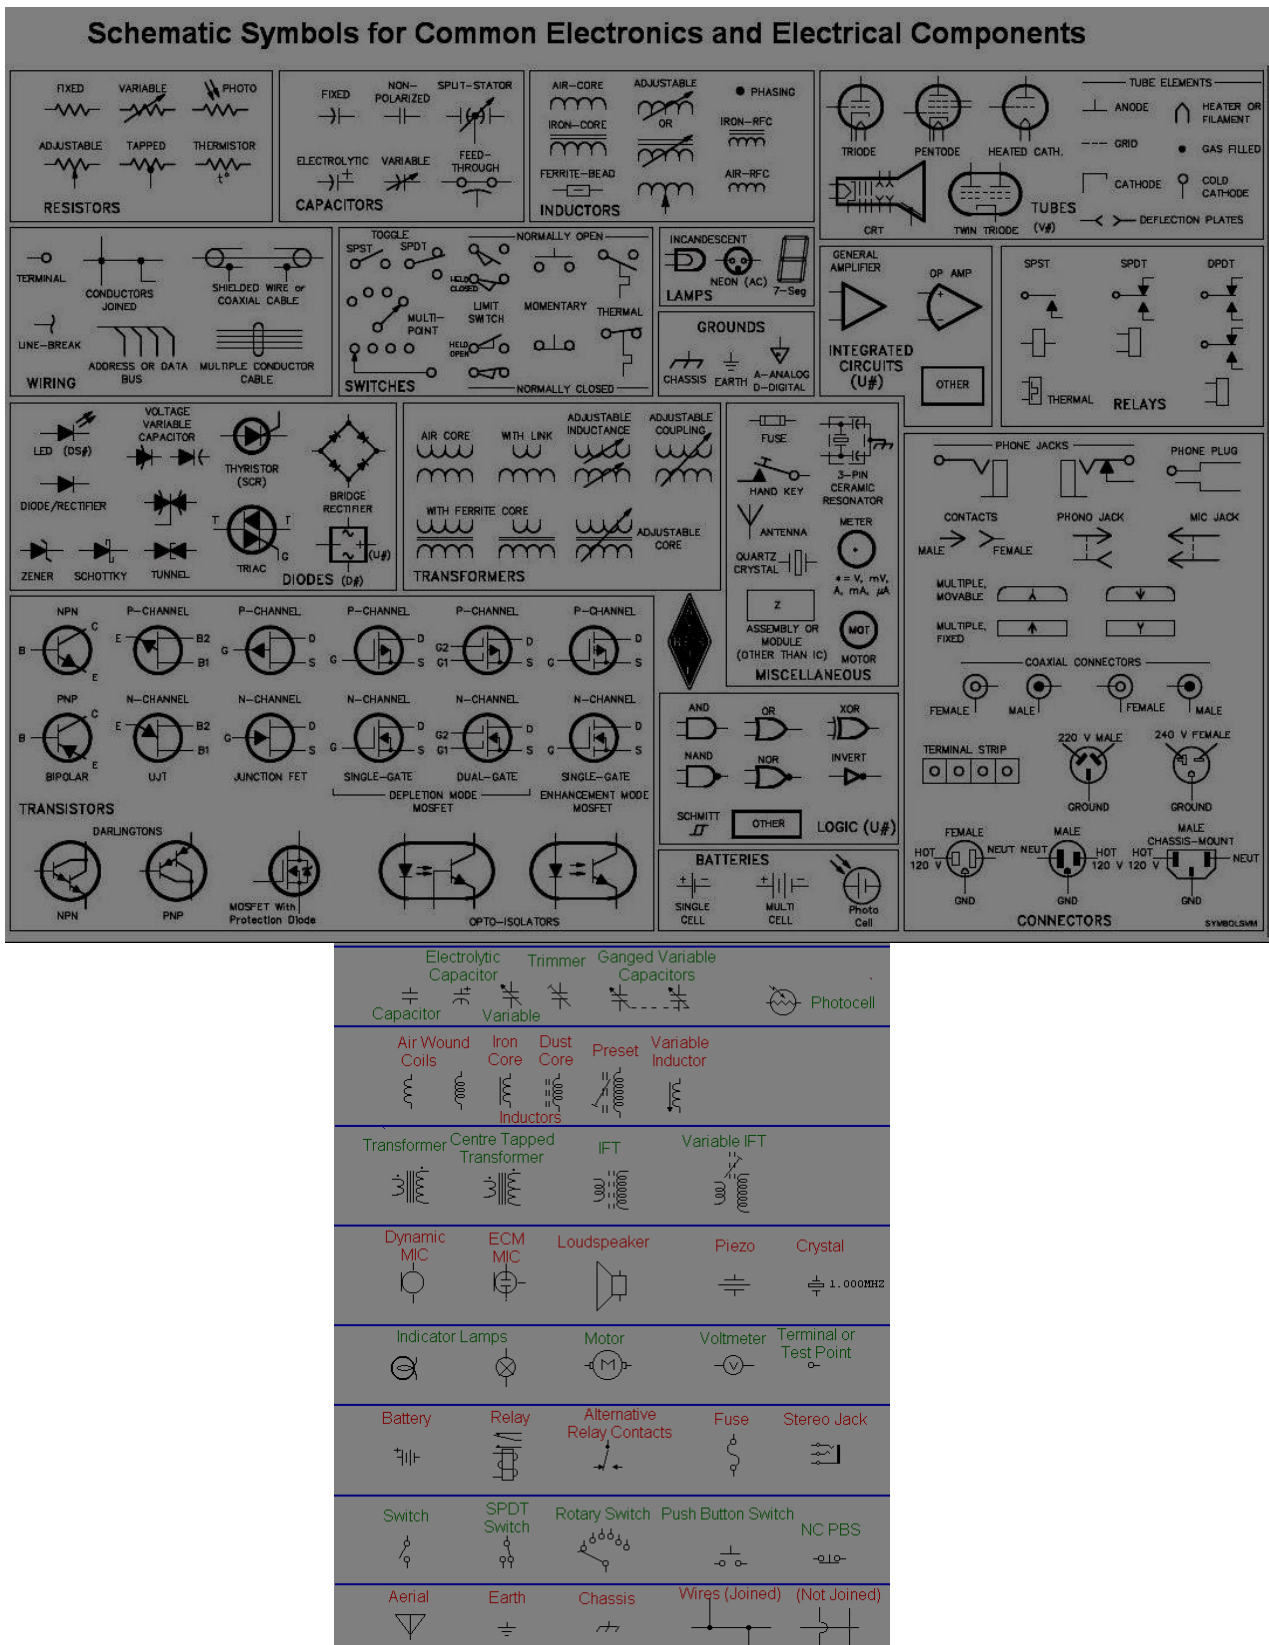 Schematic Symbols for Common Electronics and Electrical Components
FIXED
VARIABLE
PHOTO
ADJUSTABLE
TAPPED
THERMISTOR
t°
RESISTORS
FIXED
NON-
POLARIZED
SPLIT-STATOR
ELECTROLYTIC
VARIABLE
FEED-
THROUGH
CAPACITORS
AIR-CORE
ADJUSTABLE
PHASING
OR
IRON-CORE
IRON-RFC
FERRITE-BEAD
AIR-RFC
INDUCTORS
TRIODE
PENTODE
HEATED CATH.
CRT
TWIN TRIODE
TUBES
(V#)
TUBE ELEMENTS
ANODE
HEATER OR
FILAMENT
GRID
GAS FILLED
CATHODE
COLD
CATHODE
DEFLECTION PLATES
TERMINAL
CONDUCTORS
JOINED
SHIELDED WIRE or
COAXIAL CABLE
LINE-BREAK
ADDRESS OR DATA
BUS
MULTIPLE CONDUCTOR
CABLE
WIRING
TOGGLE
SPST
SPDT
NORMALLY OPEN
HELD
CLOSED
MULTI-
POINT
LIMIT
SWITCH
MOMENTARY
THERMAL
HELD
OPEN
NORMALLY CLOSED
SWITCHES
INCANDESCENT
NEON (AC)
7-Seg
LAMPS
GROUNDS
CHASSIS
EARTH
A-ANALOG
D-DIGITAL
GENERAL
AMPLIFIER
OP AMP
INTEGRATED
CIRCUITS
(U#)
OTHER
SPST
SPDT
DPDT
THERMAL
RELAYS
LED (DS#)
VOLTAGE
VARIABLE
CAPACITOR
THYRISTOR
(SCR)
BRIDGE
RECTIFIER
DIODE/RECTIFIER
T
T
G
TRIAC
(U#)
ZENER
SCHOTTKY
TUNNEL
DIODES (D#)
AIR CORE
WITH LINK
ADJUSTABLE
INDUCTANCE
ADJUSTABLE
COUPLING
WITH FERRITE CORE
ADJUSTABLE
CORE
TRANSFORMERS
FUSE
HAND KEY
3-PIN
CERAMIC
RESONATOR
ANTENNA
METER
QUARTZ
CRYSTAL
* = V, mV,
A, mA, µA
Z
ASSEMBLY OR
MODULE
(OTHER THAN IC)
MOT
MOTOR
MISCELLANEOUS
PHONE JACKS
PHONE PLUG
CONTACTS
MALE
FEMALE
PHONO JACK
MIC JACK
MULTIPLE,
MOVABLE
MULTIPLE,
FIXED
COAXIAL CONNECTORS
FEMALE
MALE
FEMALE
MALE
TERMINAL STRIP
220 V MALE
240 V FEMALE
GROUND
GROUND
FEMALE
HOT
120 V
NEUT
GND
MALE
NEUT
HOT
120 V
GND
MALE
CHASSIS-MOUNT
HOT
120 V
NEUT
GND
CONNECTORS
SYMBOLSMM
NPN
B
C
E
P-CHANNEL
E
B2
B1
P-CHANNEL
G
D
S
P-CHANNEL
G
D
S
P-CHANNEL
G2
G1
D
S
P-CHANNEL
G
D
S
PNP
B
C
E
BIPOLAR
N-CHANNEL
E
B2
B1
UJT
N-CHANNEL
G
D
S
JUNCTION FET
N-CHANNEL
G
D
S
SINGLE-GATE
N-CHANNEL
G2
G1
D
S
DUAL-GATE
N-CHANNEL
G
D
S
SINGLE-GATE
DEPLETION MODE
MOSFET
ENHANCEMENT MODE
MOSFET
TRANSISTORS
DARLINGTONS
NPN
PNP
MOSFET With
Protection Diode
OPTO-ISOLATORS
AND
OR
XOR
NAND
NOR
INVERT
SCHMITT
OTHER
LOGIC (U#)
BATTERIES
SINGLE
CELL
MULTI
CELL
Photo
Cell
Electrolytic
Capacitor
Trimmer
Ganged Variable
Capacitors
Capacitor
Variable
Photocell
Air Wound
Coils
Iron
Core
Dust
Core
Preset
Variable
Inductor
Inductors
Transformer
Centre Tapped
Transformer
IFT
Variable IFT
Dynamic
MIC
ECM
MIC
Loudspeaker
Piezo
Crystal
1.000MHZ
Indicator Lamps
Motor
M
Voltmeter
V
Terminal or
Test Point
Battery
Relay
Alternative
Relay Contacts
Fuse
Stereo Jack
Switch
SPDT
Switch
Rotary Switch
Push Button Switch
NC PBS
Aerial
Earth
Chassis
Wires (Joined)
(Not Joined)